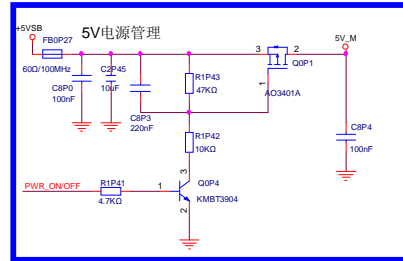 +5VSB
5V电源管理
5V_M
FB0P27
60Ω/100MHz
3
Q0P1
2
1
AO3401A
C8P0
100nF
C2P45
10uF
C8P3
220nF
R1P43
47KΩ
R1P42
10KΩ
C8P4
100nF
PWR_ON/OFF
R1P41
4.7KΩ
1
3
2
Q0P4
KMBT3904